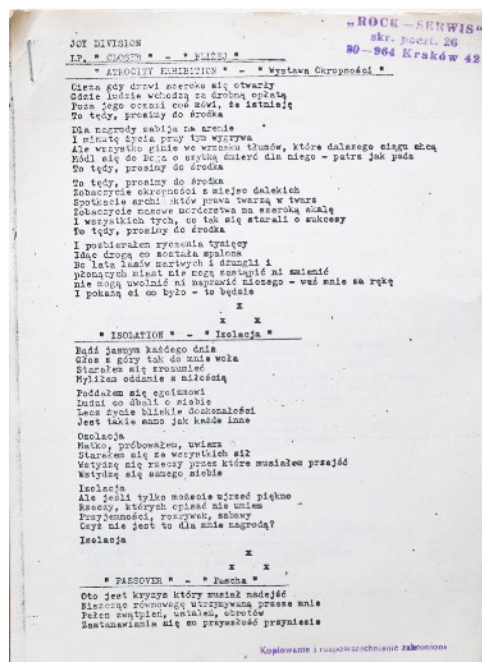 „ROCK-SERWIS"
skr. poczt. 26
30-964 Kraków 42
JOY DIVISION
LP. " CLOSER " - " BLIŻEJ "
" ATROCITY EXHIBITION " - " Wystawa Okropności "
Cisza gdy drzwi szeroko się otwarły
Gdzie ludzie wchodzą za drobną opłatą
Poza jego oczami coś mówi, że istnieję
To tędy, prosimy do środka
Dla nagrody zabija na arenie
I minutę życia przy tym wygrywa
Ale wszystko ginie we wrzasku tłumów, które dalszego ciągu chcą
Módl się do Boga o szybką śmierć dla niego - patrz jak pada
To tędy, prosimy do środka
To tędy, prosimy do środka
Zobaczycie okropności z miejsc dalekich
Spotkacie architektów prawa twarzą w twarz
Zobaczycie masowe morderstwa na szeroką skalę
I wszystkich tych, co tak się starali o sukcesy
To tędy, prosimy do środka
I pozbierałem ryczenia tysięcy
Idąc drogą co została spalona
Bo lata lasów martwych i dżungli i
płonących miast nie mogą zastąpić ni zmienić
nie mogą uwolnić ni naprawić niczego - weź mnie za rękę
I pokażę ci co było - to będzie
x
x x
" ISOLATION " - " Izolacja "
Bądź jasnym każdego dnia
Głos z góry tak do mnie woła
Starałem się zrozumieć
Myliłem oddanie z miłością
Poddałem się egoizmowi
Ludzi co dbali o siebie
Lecz życie bliskie doskonałości
Jest takie samo jak każde inne
Ozolacja
Matko, próbowałem, uwierz
Starałem się ze wszystkich sił
Wstydzę się rzeczy przez które musiałem przejść
Wstydzę się samego siebie
Izolacja
Ale jeśli tylko możecie ujrzeć piękno
Rzeczy, których opisać nie umiem
Przyjemności, rozrywek, zabawy
Czyż nie jest to dla mnie nagrodą?
Izolacja
x
x x
" PASSOVER " - " Pascha "
Oto jest kryzys który musiał nadejść
Niszcząc równowagę utrzymywaną przeze mnie
Pełen zwątpień, ustaleń, obrotów
Zastanawiania się co przyszłość przyniesie
Kopiowanie i rozpowszechnianie zabronione